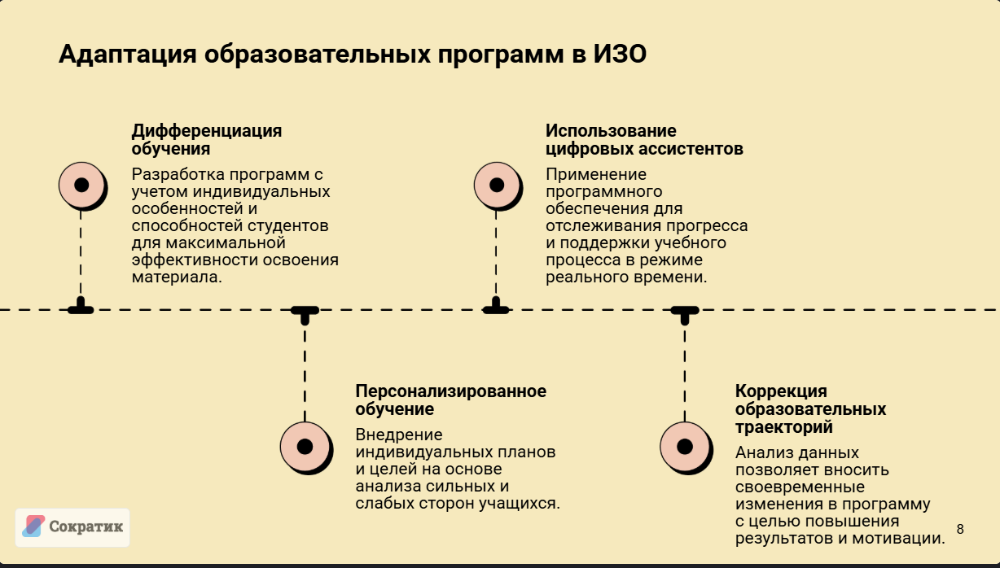 Адаптация образовательных программ в ИЗО
Дифференциация
обучения
Разработка программ с
учетом индивидуальных
особенностей и
способностей студентов
для максимальной
эффективности освоения
материала.
Использование
цифровых ассистентов
Применение
программного
обеспечения для
отслеживания прогресса
и поддержки учебного
процесса в режиме
реального времени.
Персонализированное
обучение
Внедрение
индивидуальных планов
и целей на основе
анализа сильных и
слабых сторон учащихся.
Коррекция
образовательных
траекторий
Анализ данных
позволяет вносить
своевременные
изменения в программу
с целью повышения
результатов и мотивации.
Сократик
8